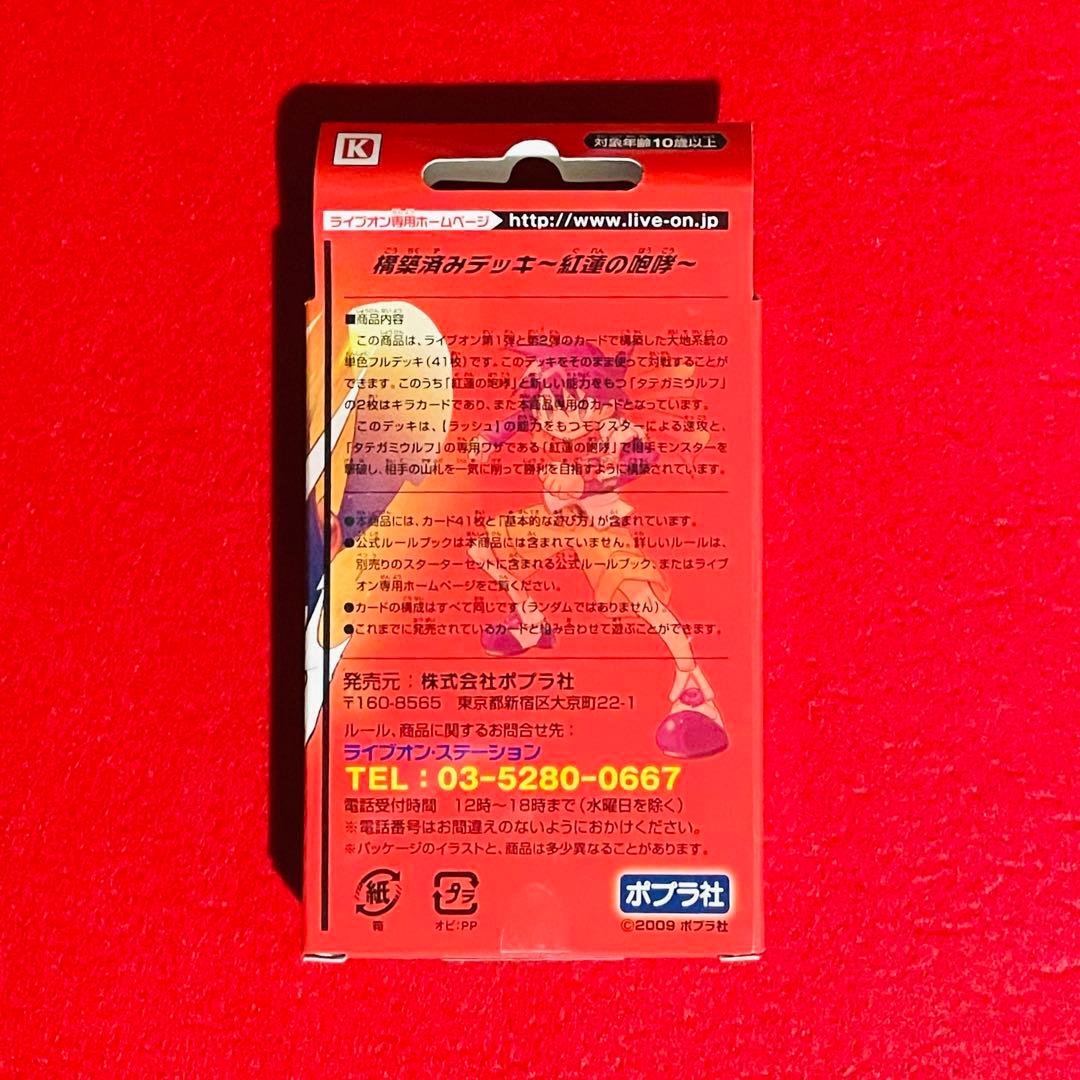 K
対象年齢10歳以上
ライブオン専用ホームページ http://www.live-on.jp
構築済みデッキ～紅蓮の咆哮～
■商品内容
この商品は、ライブオン第1弾と第2弾のカードで構築した大地系統の
単色フルデッキ(41枚)です。このデッキをそのまま使って対戦することが
できます。このうち「紅蓮の咆哮」と新しい能力をもつ「タテガミウルフ」
の2枚はキラカードであり、また本商品専用のカードとなっています。
このデッキは、【ラッシュ】の能力をもつモンスターによる速攻と、
「タテガミウルフ」の専用ワザである「紅蓮の咆哮」で相手モンスターを
撃破し、相手の山札を一気に削って勝利を目指すように構築されています。
●本商品には、カード41枚と「基本的な遊び方」が含まれています。
●公式ルールブックは本商品には含まれていません。詳しいルールは、
別売りのスターターセットに含まれる公式ルールブック、またはライブ
オン専用ホームページをご覧ください。
●カードの構成はすべて同じです(ランダムではありません)。
●これまでに発売されているカードと組み合わせて遊ぶことができます。
発売元：株式会社ポプラ社
〒160-8565 東京都新宿区大京町22-1
ルール、商品に関するお問合せ先：
ライブオン・ステーション
TEL：03-5280-0667
電話受付時間 12時～18時まで(水曜日を除く)
※電話番号はお間違えのないようにおかけください。
※パッケージのイラストと、商品は多少異なることがあります。
紙
箱
プラ
オビ:PP
ポプラ社
©2009 ポプラ社